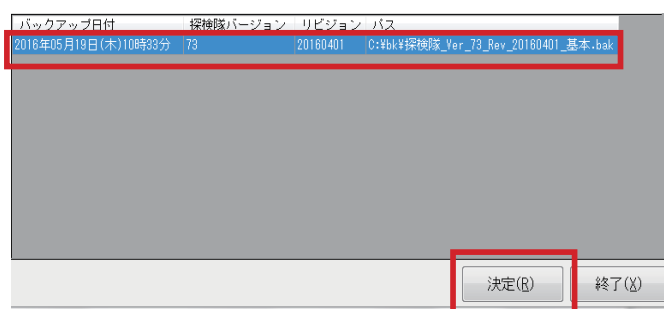 バックアップ日付 探検隊バージョン リビジョン パス
2016年05月19日(木)10時33分 73 20160401 C:¥bk¥探検隊_Ver_73_Rev_20160401_基本.bak
決定(R) 終了(X)